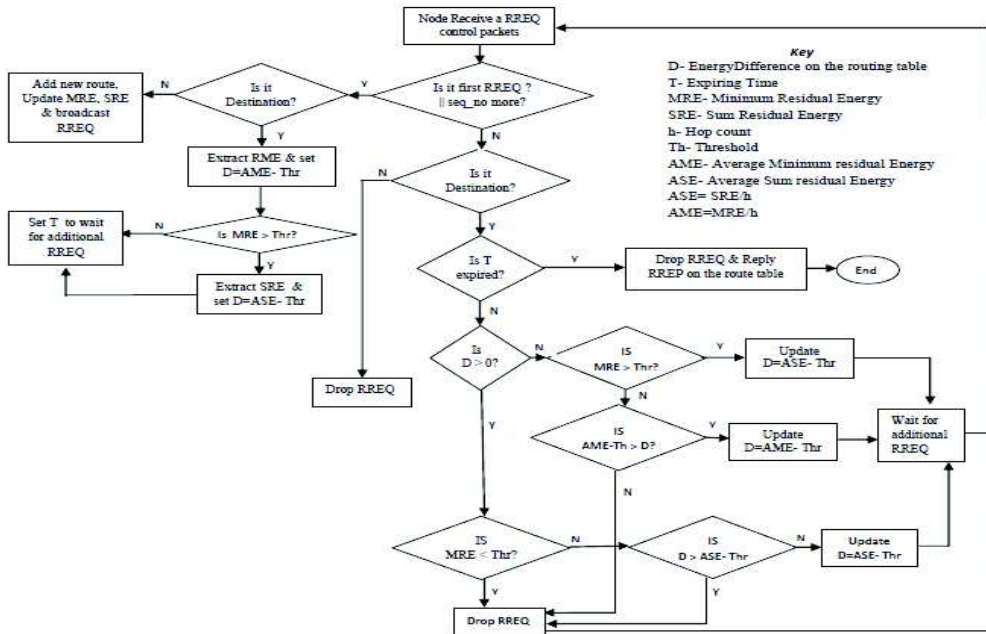 Node Receive a RREQ
control packets
Key
D- EnergyDifference on the routing table
T- Expiring Time
MRE- Minimum Residual Energy
SRE- Sum Residual Energy
h- Hop count
Th- Threshold
AME- Average Minimum residual Energy
ASE- Average Sum residual Energy
ASE= SRE/h
AME=MRE/h
Add new route,
Update MRE, SRE
& broadcast
RREQ
N
Is it
Destination?
Y
Is it first RREQ ?
|| seq_no more?
Y
N
Extract RME & set
D=AME- Thr
N
Is it
Destination?
Y
Set T to wait
for additional
RREQ
N
Is MRE > Thr?
Y
Extract SRE &
set D=ASE- Thr
Is T
expired?
Y
Drop RREQ & Reply
RREP on the route table
End
N
Is
D > 0?
N
IS
MRE > Thr?
Y
Update
D=ASE- Thr
Drop RREQ
N
Y
IS
AME-Th > D?
Y
Update
D=AME- Thr
Wait for
additional
RREQ
N
IS
MRE < Thr?
N
IS
D > ASE- Thr
N
Update
D=ASE- Thr
Y
Y
Drop RREQ